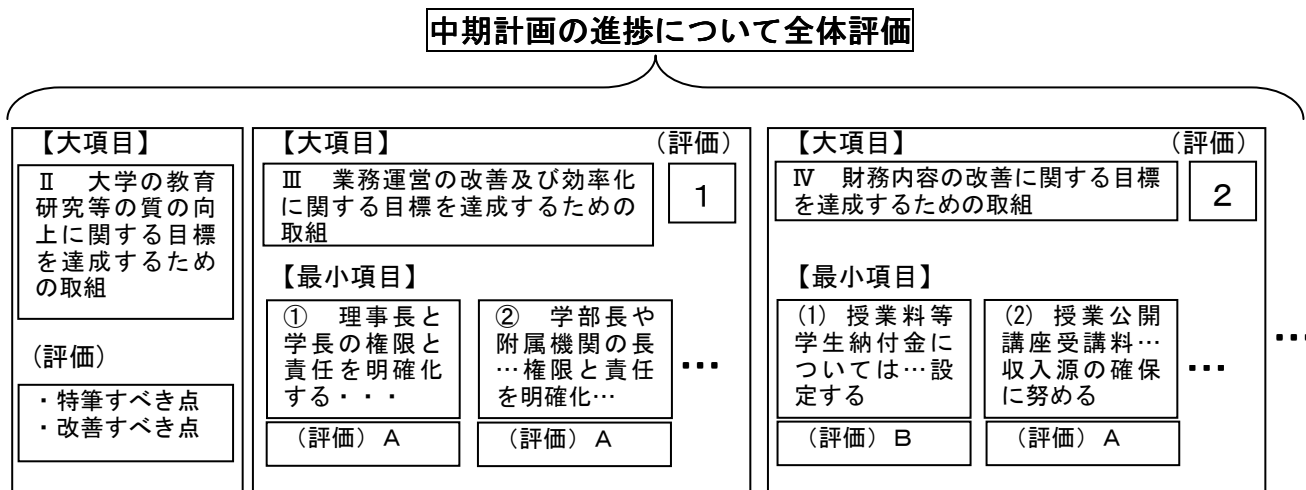 中期計画の進捗について全体評価
【大項目】
Ⅱ　大学の教育
研究等の質の向
上に関する目標
を達成するため
の取組
(評価)
・特筆すべき点
・改善すべき点
【大項目】
(評価)
Ⅲ　業務運営の改善及び効率化
に関する目標を達成するための
取組
1
【最小項目】
①　理事長と
学長の権限と
責任を明確化
する・・・
(評価) A
②　学部長や
附属機関の長
…権限と責任
を明確化…
(評価) A
…
【大項目】
(評価)
Ⅳ　財務内容の改善に関する目標
を達成するための取組
2
【最小項目】
(1) 授業料等
学生納付金に
ついては…設
定する
(評価) B
(2) 授業公開
講座受講料…
収入源の確保
に努める
(評価) A
…
…